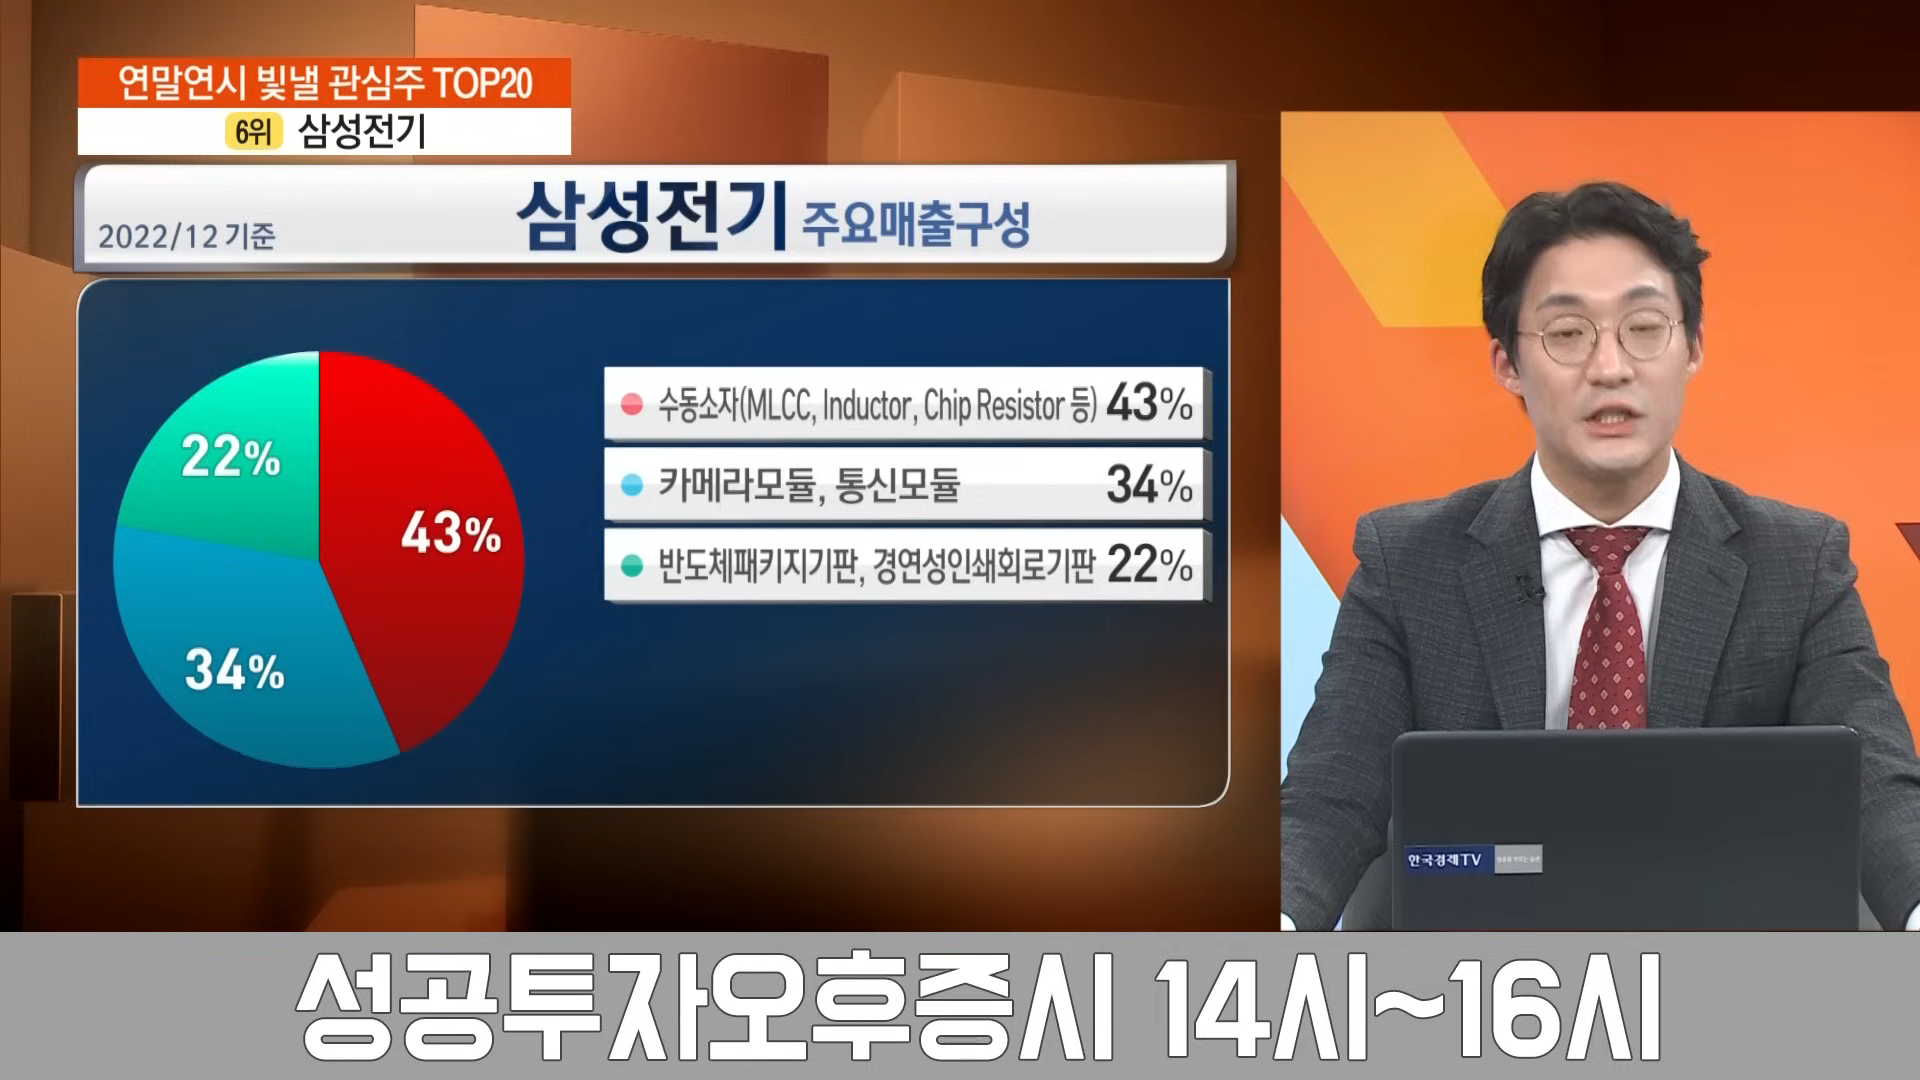 연말연시 빛낼 관심주 TOP20
6위 삼성전기
2022/12 기준
삼성전기 주요매출구성
22%
43%
34%
수동소자(MLCC, Inductor, Chip Resistor 등) 43%
카메라모듈, 통신모듈 34%
반도체패키지기판, 경연성인쇄회로기판 22%
한국경제TV
성공투자오후증시 14시~16시